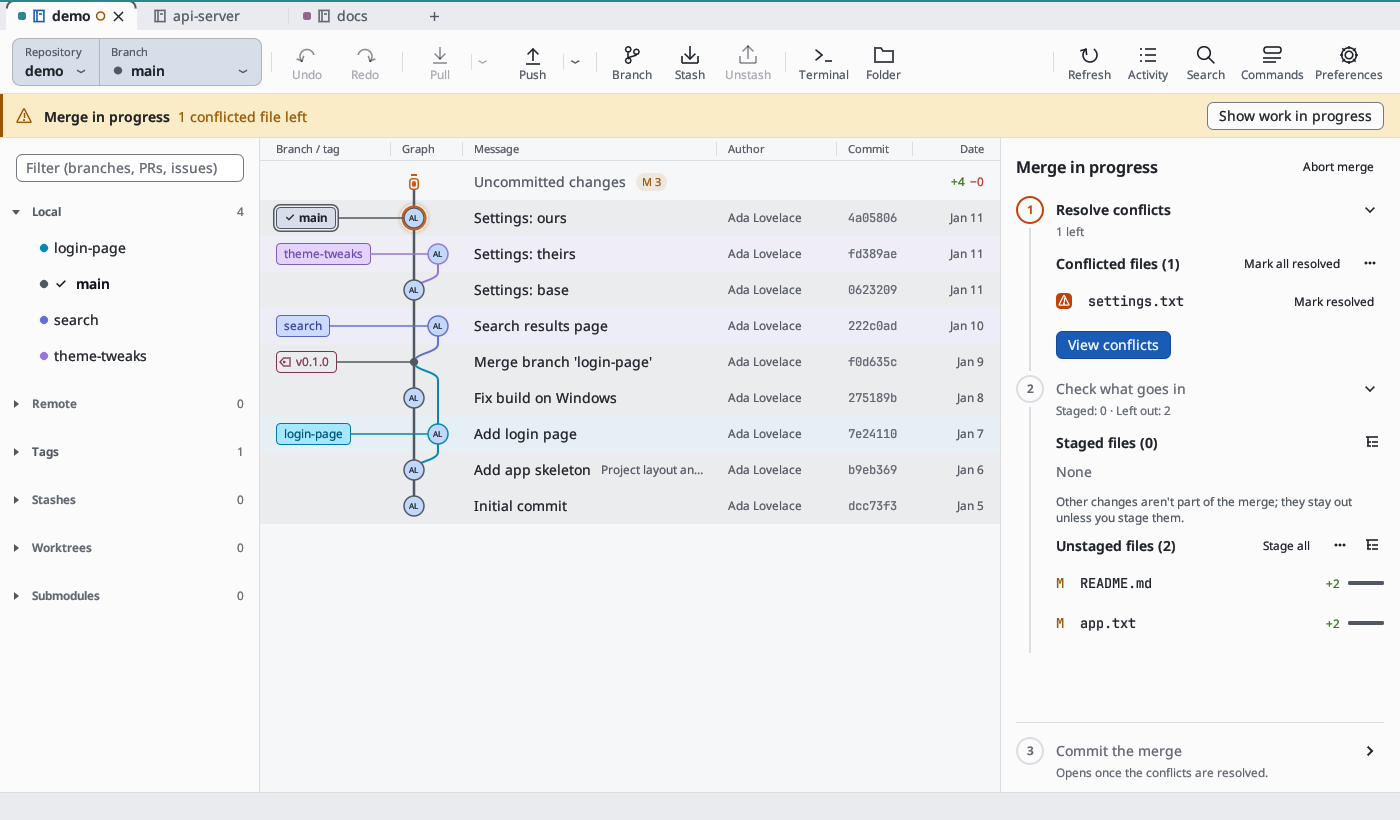 demo
api-server
docs
Repository
demo
Branch
main
Undo
Redo
Pull
Push
Branch
Stash
Unstash
Terminal
Folder
Refresh
Activity
Search
Commands
Preferences
Merge in progress 1 conflicted file left
Show work in progress
Filter (branches, PRs, issues)
Local 4
login-page
main
search
theme-tweaks
Remote 0
Tags 1
Stashes 0
Worktrees 0
Submodules 0
Branch / tag Graph Message Author Commit Date
Uncommitted changes M 3 +4 −0
main AL Settings: ours Ada Lovelace 4a05806 Jan 11
theme-tweaks AL Settings: theirs Ada Lovelace fd389ae Jan 11
AL Settings: base Ada Lovelace 0623209 Jan 11
search AL Search results page Ada Lovelace 222c0ad Jan 10
v0.1.0 Merge branch 'login-page' Ada Lovelace f0d635c Jan 9
AL Fix build on Windows Ada Lovelace 275189b Jan 8
login-page AL Add login page Ada Lovelace 7e24110 Jan 7
AL Add app skeleton Project layout an… Ada Lovelace b9eb369 Jan 6
AL Initial commit Ada Lovelace dcc73f3 Jan 5
Merge in progress Abort merge
1 Resolve conflicts
1 left
Conflicted files (1) Mark all resolved
settings.txt Mark resolved
View conflicts
2 Check what goes in
Staged: 0 · Left out: 2
Staged files (0)
None
Other changes aren't part of the merge; they stay out
unless you stage them.
Unstaged files (2) Stage all
M README.md +2
M app.txt +2
3 Commit the merge
Opens once the conflicts are resolved.